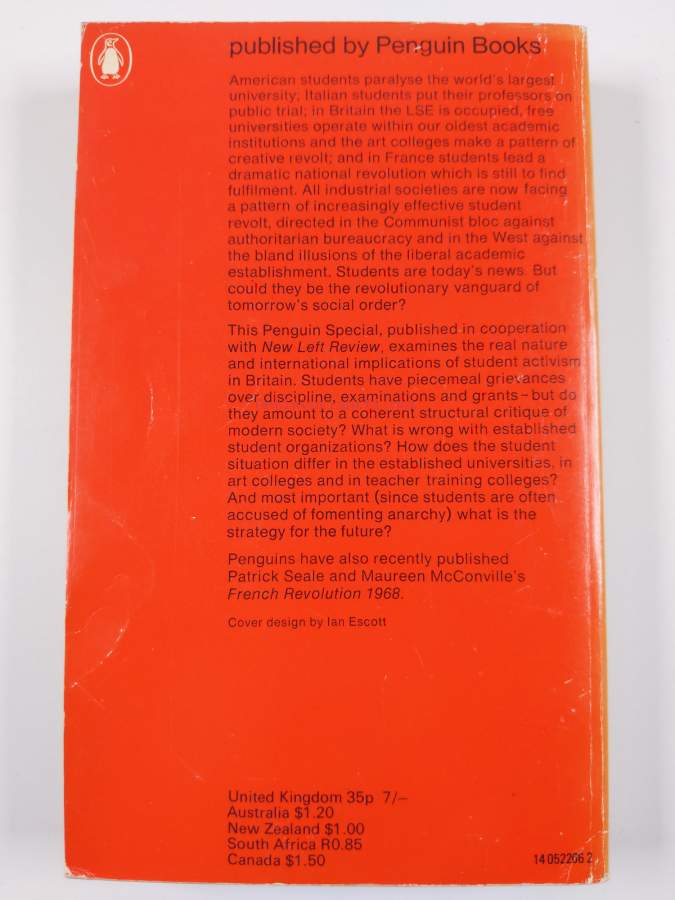 published by Penguin Books
American students paralyse the world's largest
university; Italian students put their professors on
public trial; in Britain the LSE is occupied, free
universities operate within our oldest academic
institutions and the art colleges make a pattern of
creative revolt; and in France students lead a
dramatic national revolution which is still to find
fulfilment. All industrial societies are now facing
a pattern of increasingly effective student
revolt, directed in the Communist bloc against
authoritarian bureaucracy and in the West against
the bland illusions of the liberal academic
establishment. Students are today's news. But
could they be the revolutionary vanguard of
tomorrow's social order?
This Penguin Special, published in cooperation
with New Left Review, examines the real nature
and international implications of student activism
in Britain. Students have piecemeal grievances
over discipline, examinations and grants – but do
they amount to a coherent structural critique of
modern society? What is wrong with established
student organizations? How does the student
situation differ in the established universities, in
art colleges and in teacher training colleges?
And most important (since students are often
accused of fomenting anarchy) what is the
strategy for the future?
Penguins have also recently published
Patrick Seale and Maureen McConville's
French Revolution 1968.
Cover design by Ian Escott
United Kingdom 35p 7/–
Australia $1.20
New Zealand $1.00
South Africa R0.85
Canada $1.50
14 052266 2